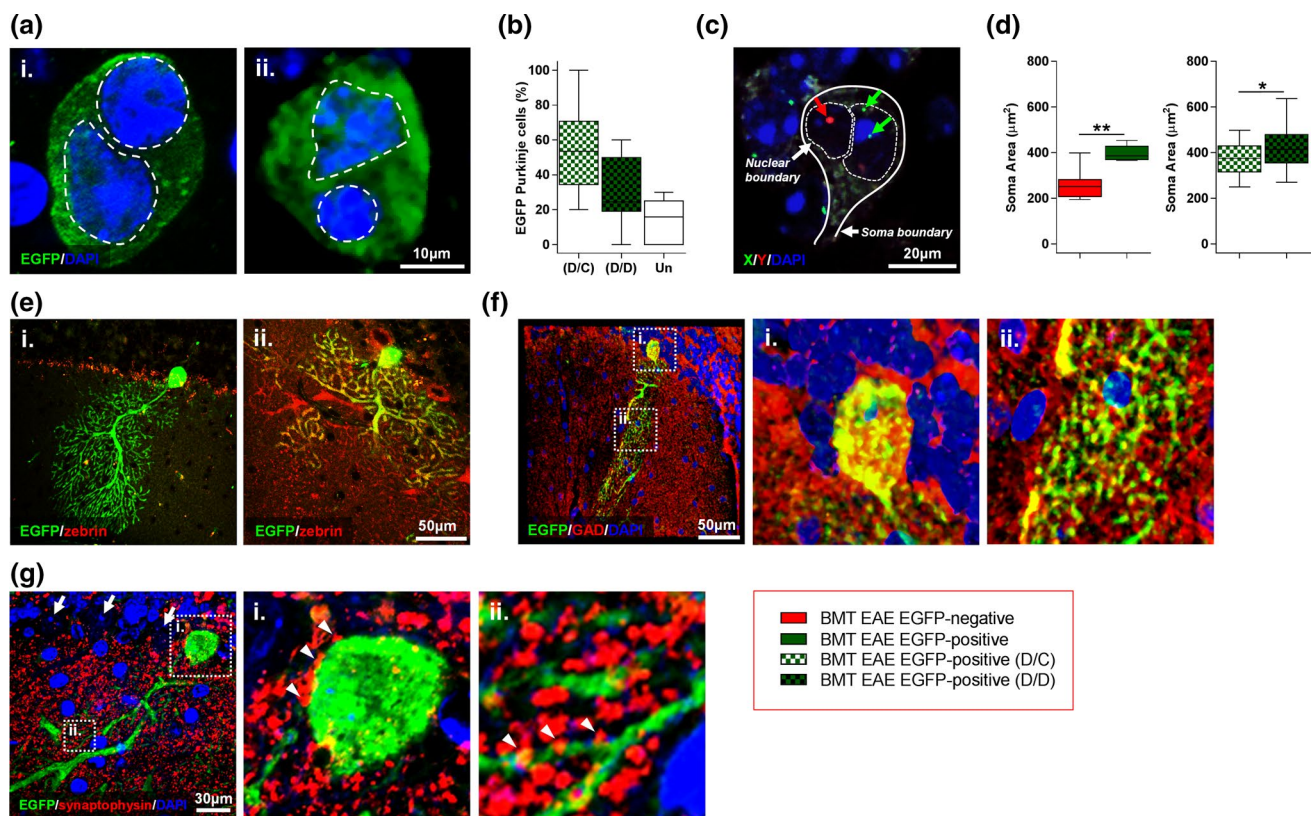 (a)
i.
EGFP/DAPI
ii.
10µm
(b)
EGFP Purkinje cells (%)
100
80
60
40
20
0
(D/C)
(D/D)
Un
(c)
Nuclear
boundary
Soma boundary
X/Y/DAPI
20µm
(d)
Soma Area (µm²)
800
600
400
200
0
**
Soma Area (µm²)
800
600
400
200
0
*
(e)
i.
EGFP/zebrin
ii.
EGFP/zebrin
50µm
(f)
i.
ii.
EGFP/GAD/DAPI
50µm
i.
ii.
(g)
i.
ii.
EGFP/synaptophysin/DAPI
30µm
i.
ii.
BMT EAE EGFP-negative
BMT EAE EGFP-positive
BMT EAE EGFP-positive (D/C)
BMT EAE EGFP-positive (D/D)